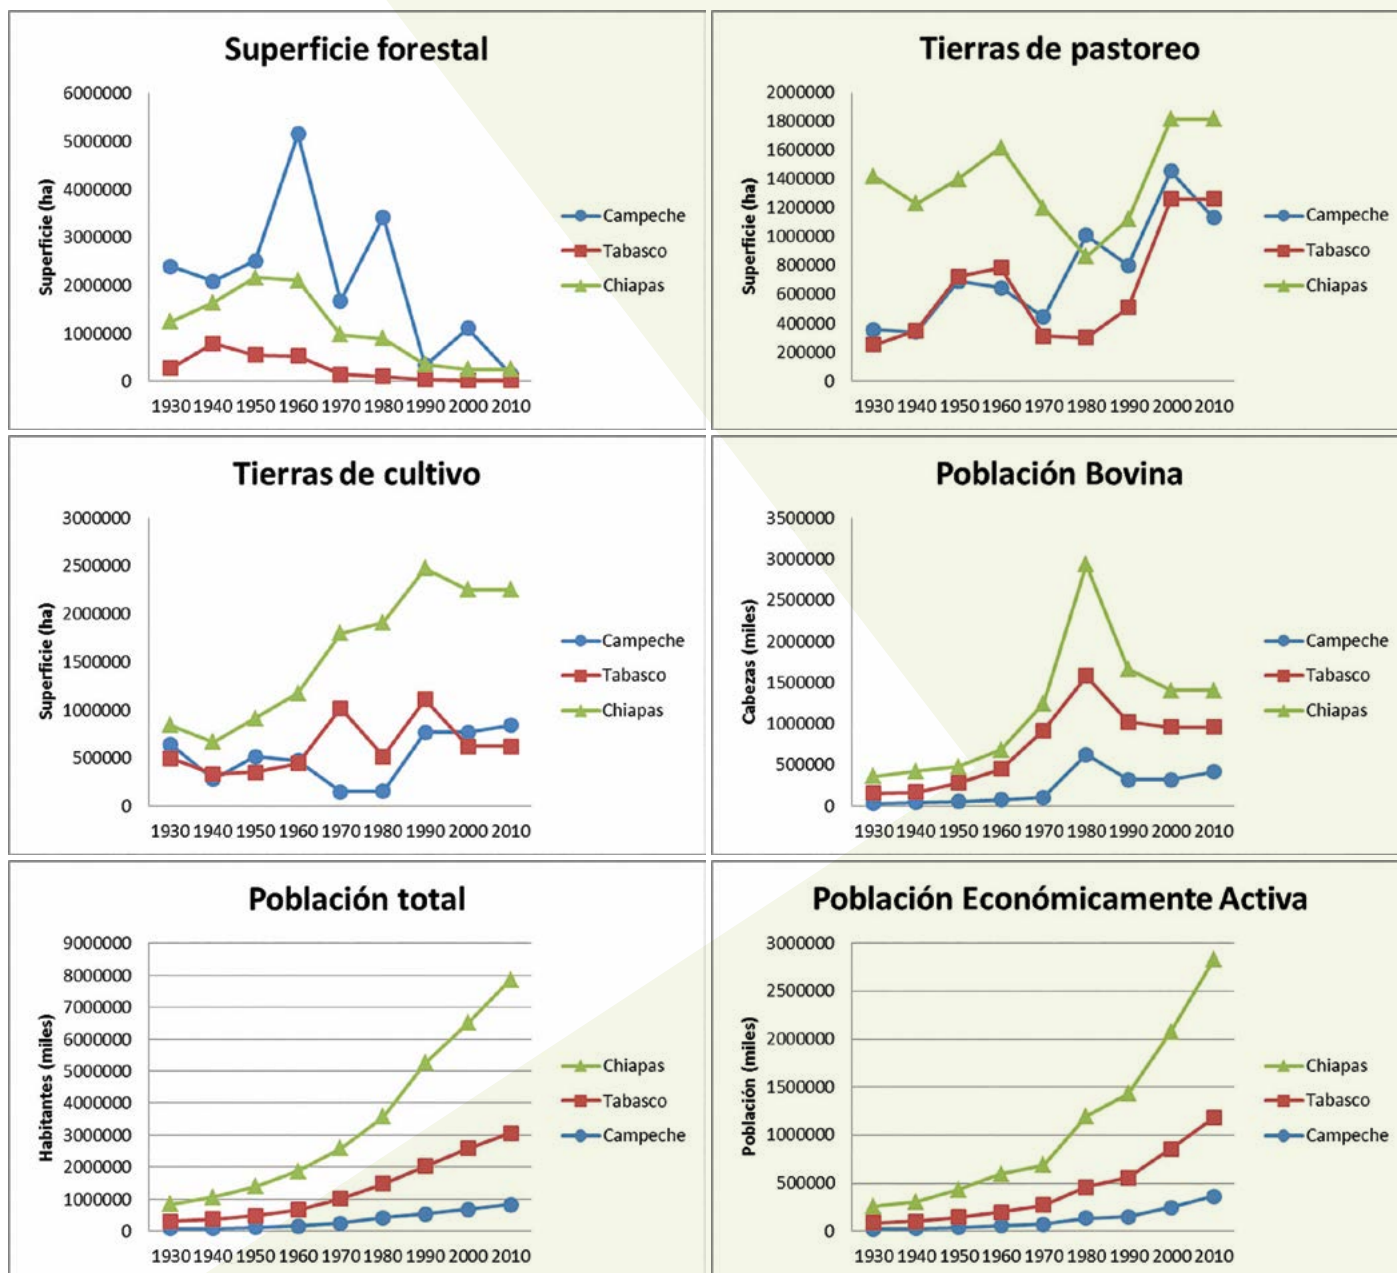 Superficie forestal
6000000
5000000
4000000
3000000
2000000
1000000
0
Superficie (ha)
1930 1940 1950 1960 1970 1980 1990 2000 2010
Campeche
Tabasco
Chiapas
Tierras de pastoreo
2000000
1800000
1600000
1400000
1200000
1000000
800000
600000
400000
200000
0
Superficie (ha)
1930 1940 1950 1960 1970 1980 1990 2000 2010
Campeche
Tabasco
Chiapas
Tierras de cultivo
3000000
2500000
2000000
1500000
1000000
500000
0
Superficie (ha)
1930 1940 1950 1960 1970 1980 1990 2000 2010
Campeche
Tabasco
Chiapas
Población Bovina
3500000
3000000
2500000
2000000
1500000
1000000
500000
0
Cabezas (miles)
1930 1940 1950 1960 1970 1980 1990 2000 2010
Campeche
Tabasco
Chiapas
Población total
9000000
8000000
7000000
6000000
5000000
4000000
3000000
2000000
1000000
0
Habitantes (miles)
1930 1940 1950 1960 1970 1980 1990 2000 2010
Chiapas
Tabasco
Campeche
Población Económicamente Activa
3000000
2500000
2000000
1500000
1000000
500000
0
Población (miles)
1930 1940 1950 1960 1970 1980 1990 2000 2010
Chiapas
Tabasco
Campeche